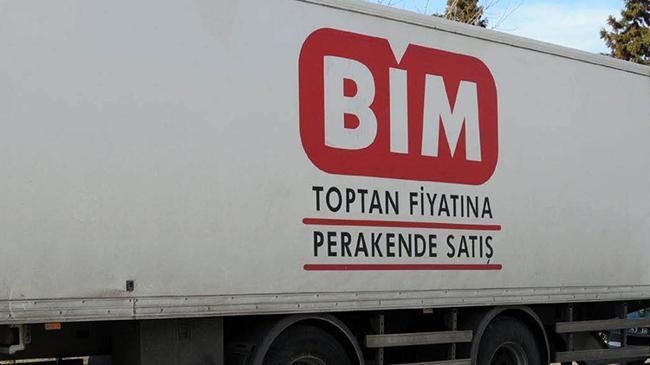 BİM
TOPTAN FİYATINA
PERAKENDE SATIŞ